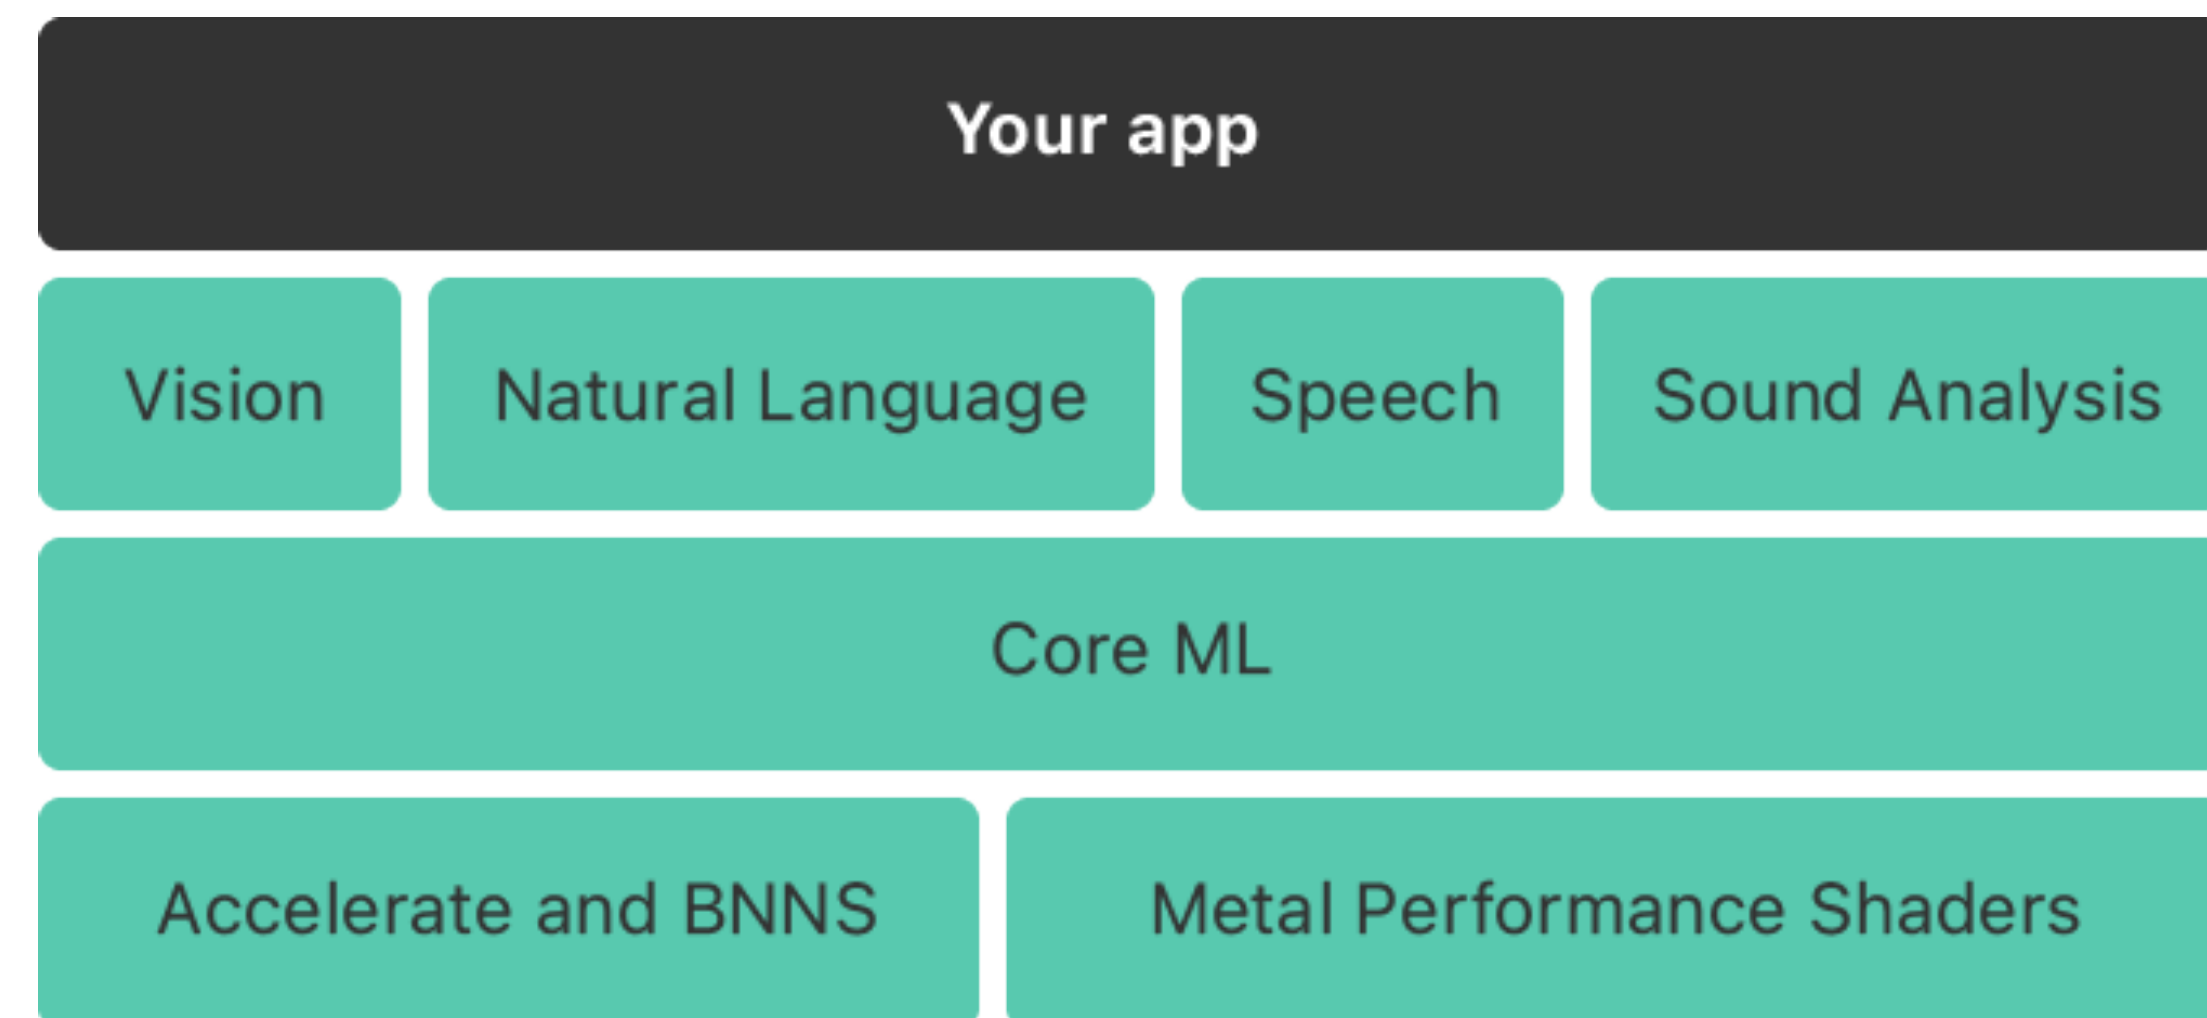 Your app
Vision
Natural Language
Speech
Sound Analysis
Core ML
Accelerate and BNNS
Metal Performance Shaders